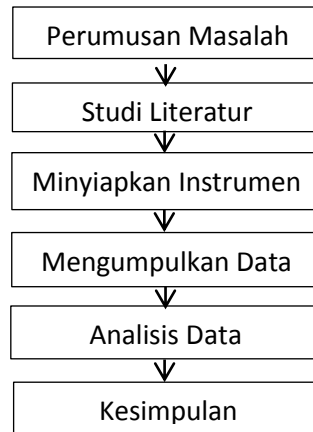 Perumusan Masalah
Studi Literatur
Minyiapkan Instrumen
Mengumpulkan Data
Analisis Data
Kesimpulan